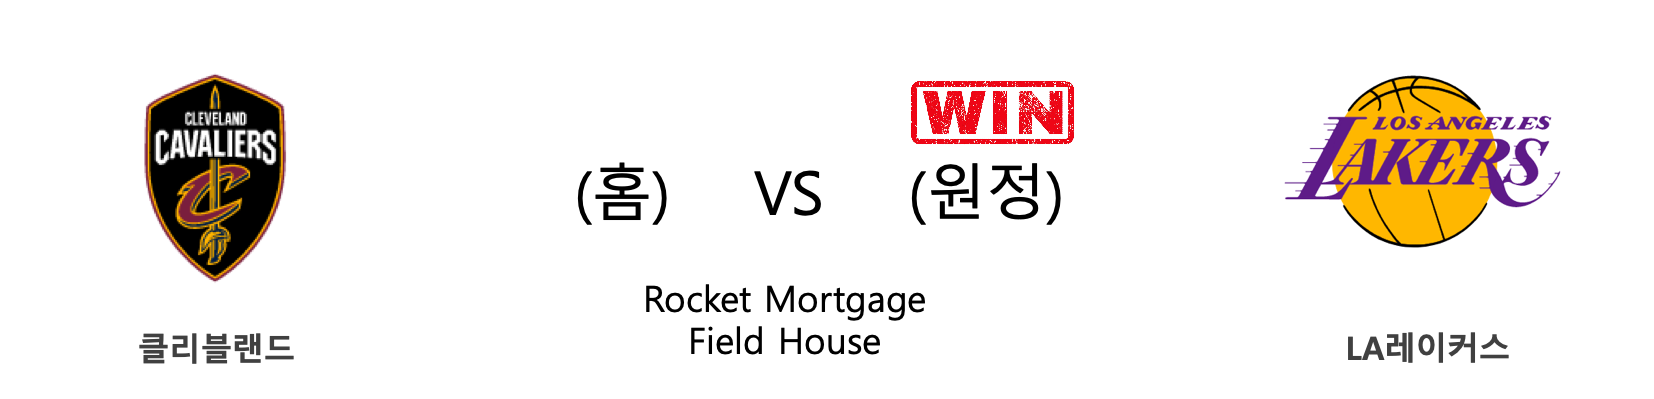 CLEVELAND
CAVALIERS
클리블랜드
WIN
(홈) VS (원정)
Rocket Mortgage
Field House
LOS ANGELES
LAKERS
LA레이커스